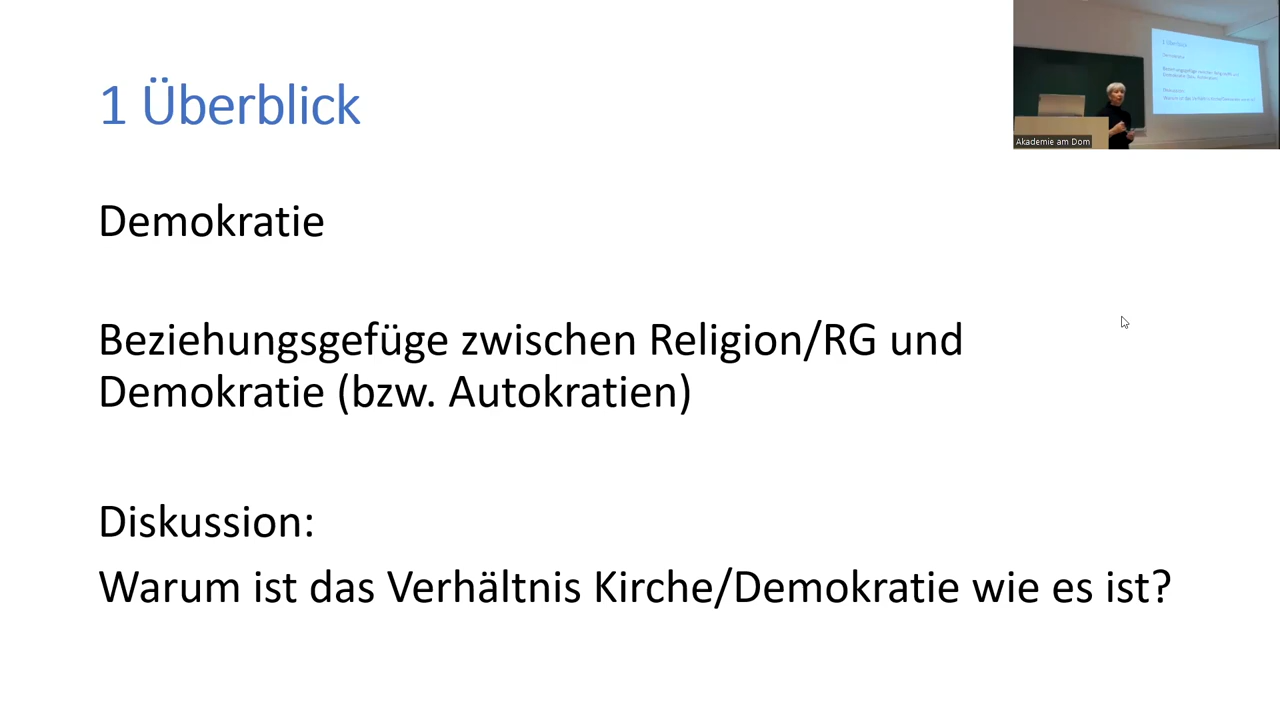 1 Überblick
Demokratie
Beziehungsgefüge zwischen Religion/RG und
Demokratie (bzw. Autokratien)
Diskussion:
Warum ist das Verhältnis Kirche/Demokratie wie es ist?
Akademie am Dom